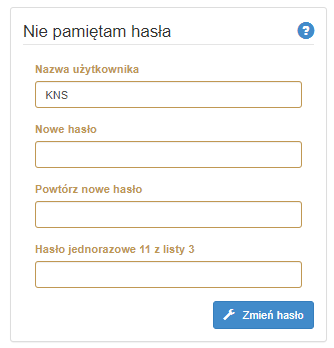 Nie pamiętam hasła
?
Nazwa użytkownika
KNS
Nowe hasło
Powtórz nowe hasło
Hasło jednorazowe 11 z listy 3
Zmień hasło